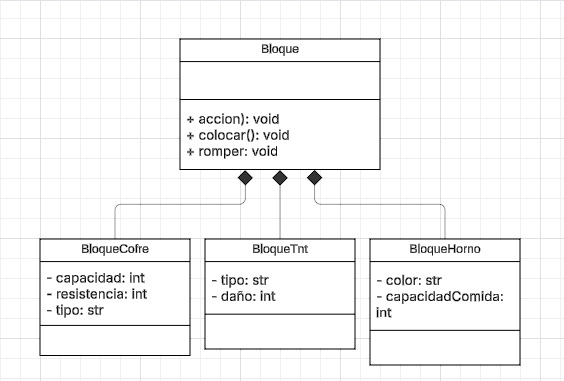 Bloque
+ accion): void
+ colocar(): void
+ romper: void
BloqueCofre
- capacidad: int
- resistencia: int
- tipo: str
BloqueTnt
- tipo: str
- daño: int
BloqueHorno
- color: str
- capacidadComida:
int